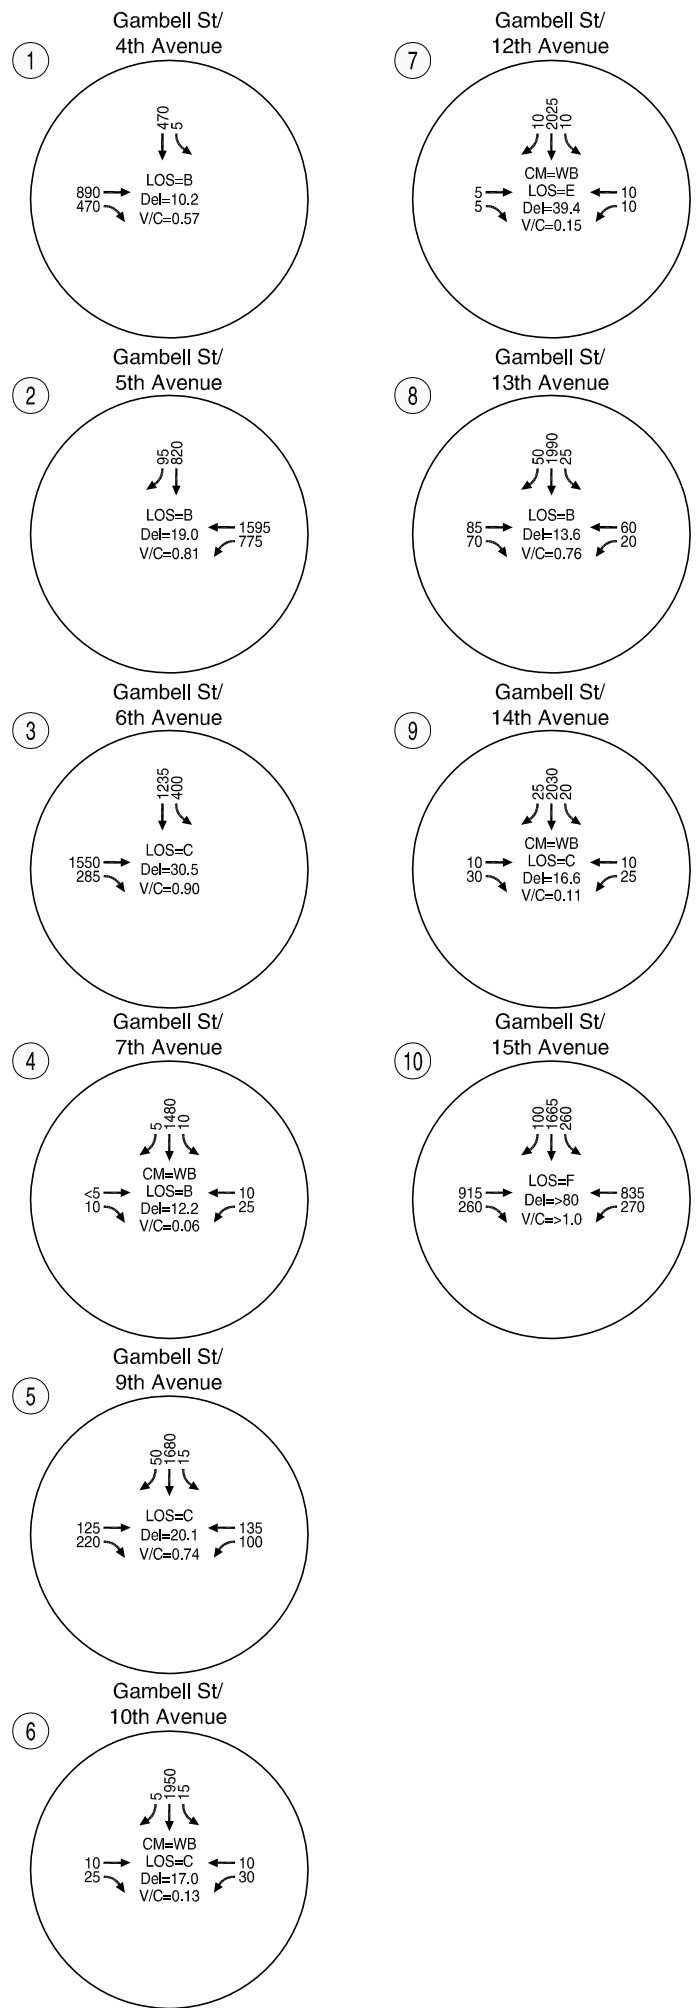 Gambell St/
4th Avenue
1
470
5
890
470
LOS=B
Del=10.2
V/C=0.57
Gambell St/
5th Avenue
2
95
820
LOS=B
Del=19.0
V/C=0.81
1595
775
Gambell St/
6th Avenue
3
1235
400
1550
285
LOS=C
Del=30.5
V/C=0.90
Gambell St/
7th Avenue
4
5
1480
10
<5
10
CM=WB
LOS=B
Del=12.2
V/C=0.06
10
25
Gambell St/
9th Avenue
5
50
1680
15
125
220
LOS=C
Del=20.1
V/C=0.74
135
100
Gambell St/
10th Avenue
6
5
1950
15
10
25
CM=WB
LOS=C
Del=17.0
V/C=0.13
10
30
Gambell St/
12th Avenue
7
10
2025
10
5
5
CM=WB
LOS=E
Del=39.4
V/C=0.15
10
10
Gambell St/
13th Avenue
8
50
1990
25
85
70
LOS=B
Del=13.6
V/C=0.76
60
20
Gambell St/
14th Avenue
9
25
2030
20
10
30
CM=WB
LOS=C
Del=16.6
V/C=0.11
10
25
Gambell St/
15th Avenue
10
100
1665
260
915
260
LOS=F
Del=>80
V/C=>1.0
835
270